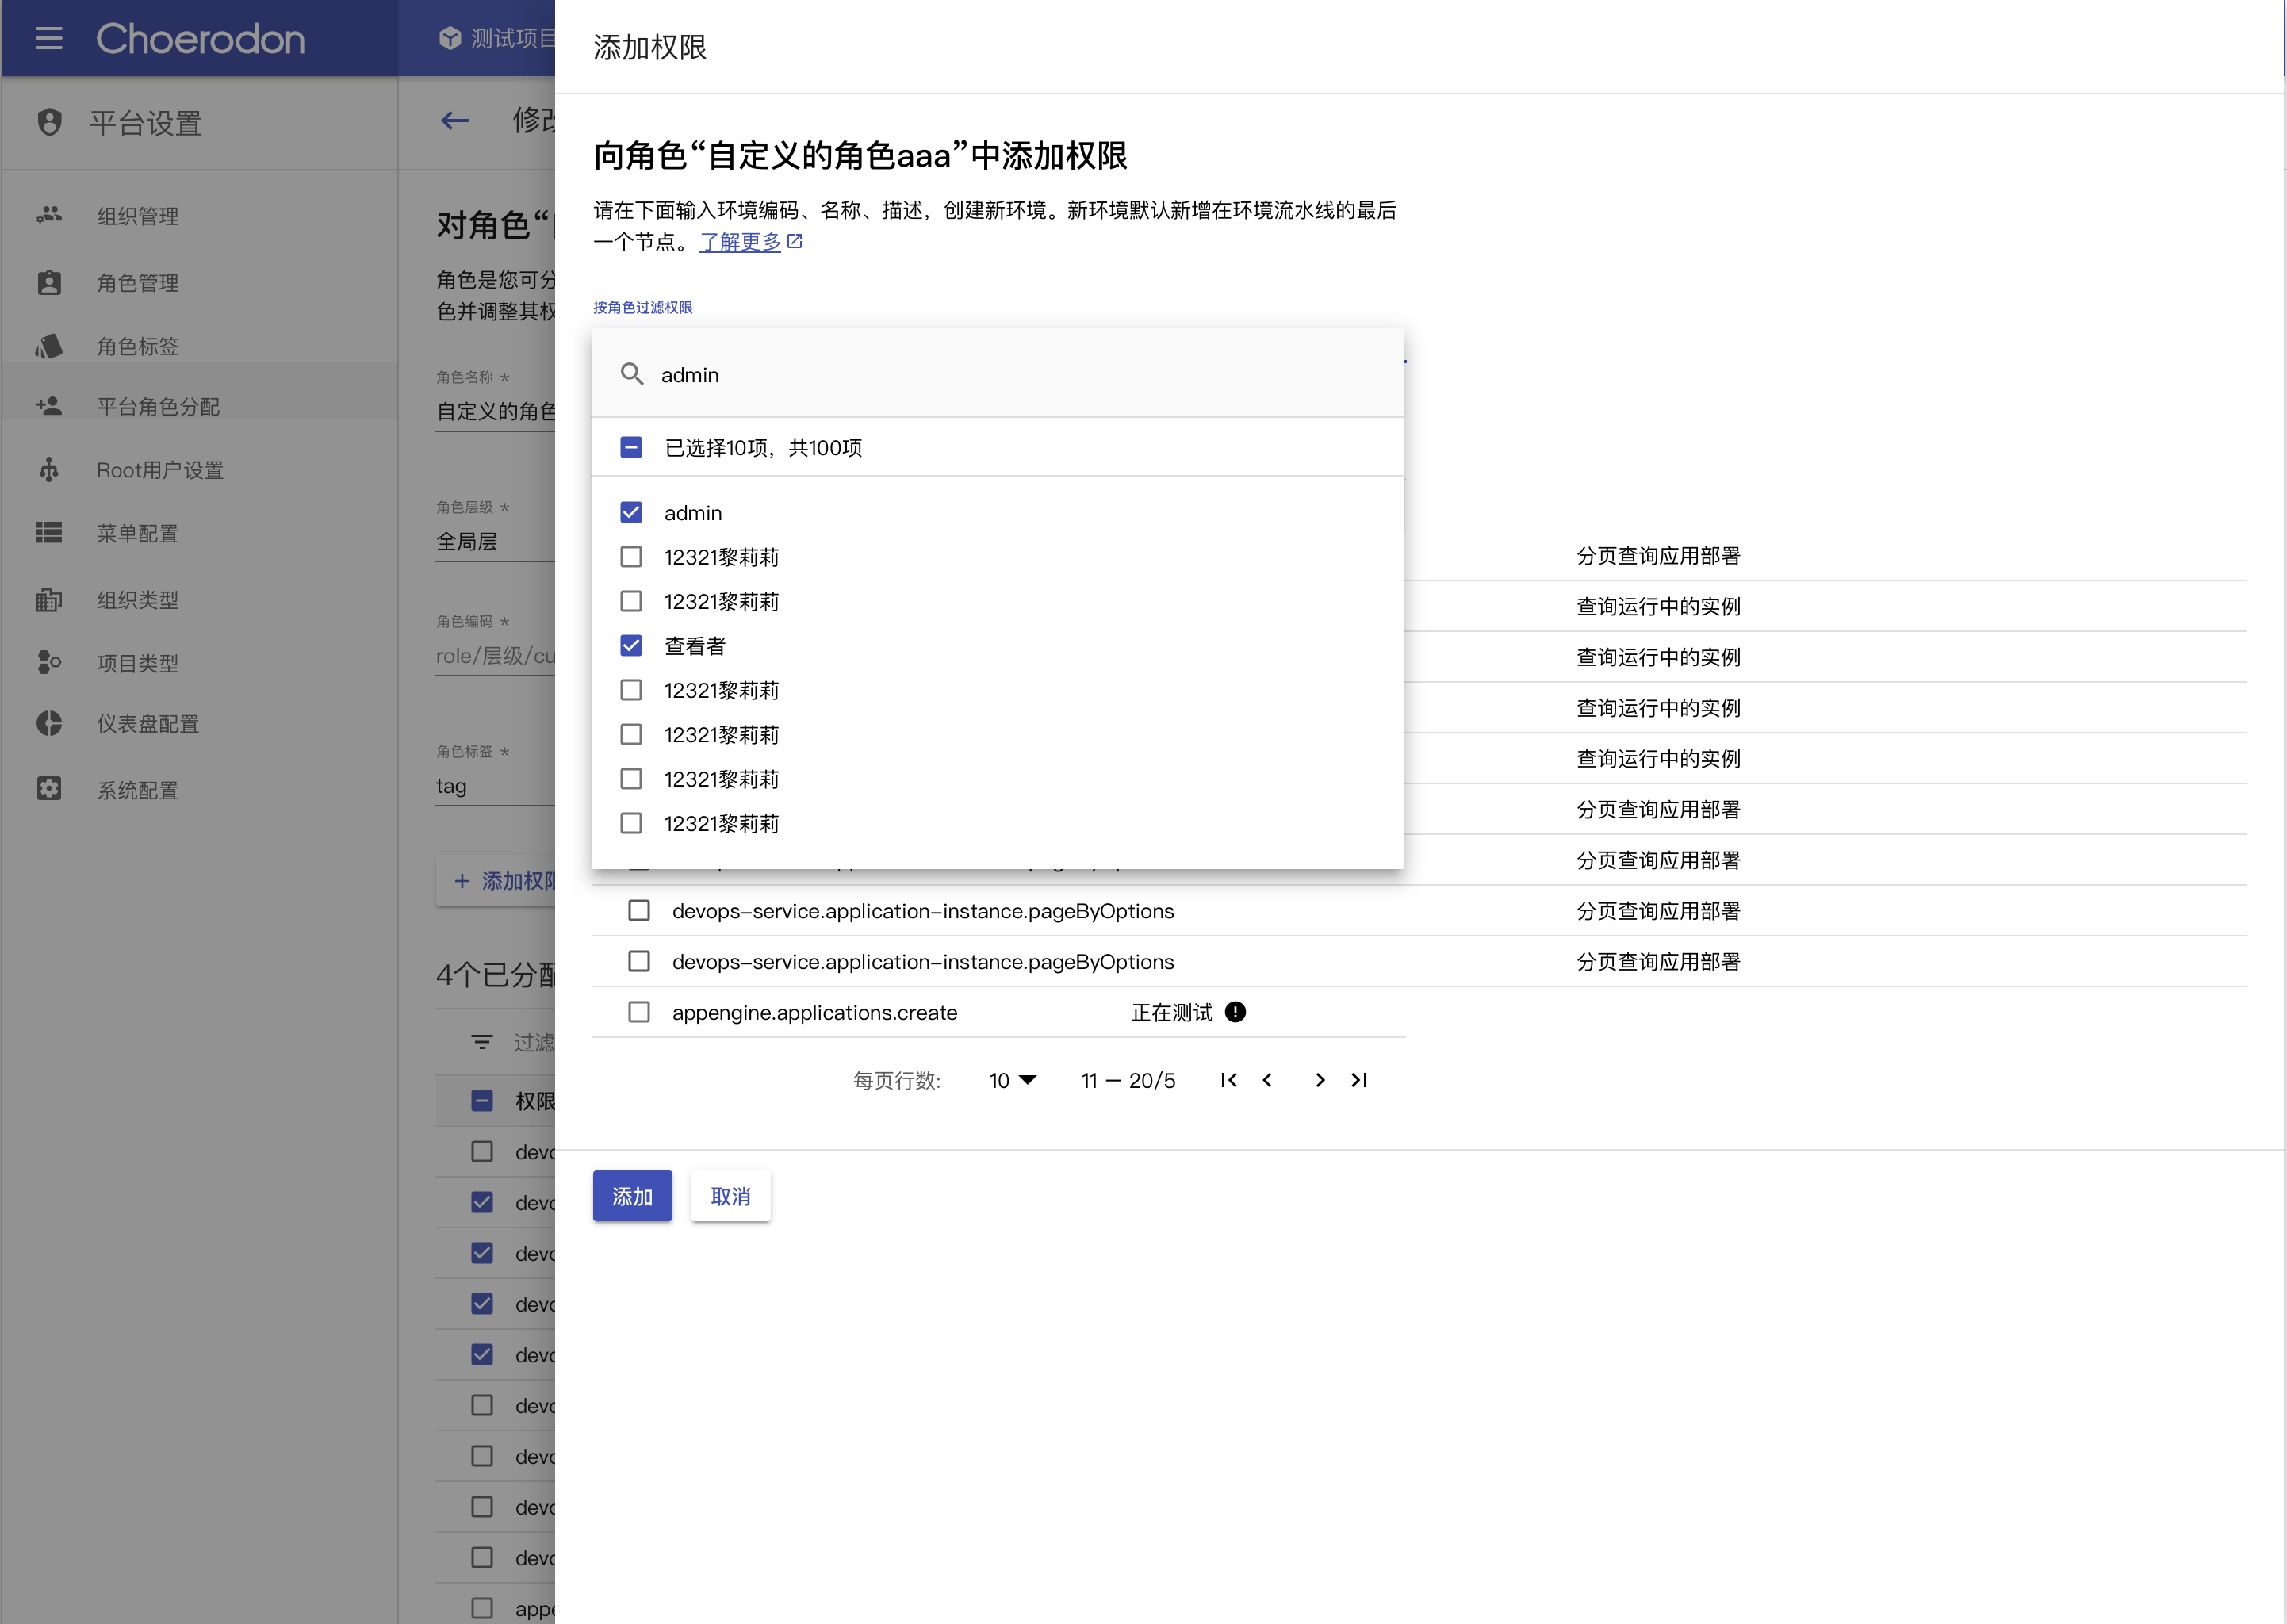 Choerodon
平台设置
组织管理
角色管理
角色标签
平台角色分配
Root用户设置
菜单配置
组织类型
项目类型
仪表盘配置
系统配置
测试项目
修改
对角色“
角色是您可分
色并调整其权
角色名称 *
自定义的角色
角色层级 *
全局层
角色编码 *
role/层级/cu
角色标签 *
tag
+ 添加权限
4个已分配
过滤
权限
devo
devo
devo
devo
devo
devo
devo
devo
devo
appe
添加权限
向角色“自定义的角色aaa”中添加权限
请在下面输入环境编码、名称、描述，创建新环境。新环境默认新增在环境流水线的最后
一个节点。了解更多
按角色过滤权限
admin
已选择10项，共100项
admin
12321黎莉莉
12321黎莉莉
查看者
12321黎莉莉
12321黎莉莉
12321黎莉莉
12321黎莉莉
分页查询应用部署
查询运行中的实例
查询运行中的实例
查询运行中的实例
查询运行中的实例
分页查询应用部署
分页查询应用部署
devops-service.application-instance.pageByOptions 分页查询应用部署
devops-service.application-instance.pageByOptions 分页查询应用部署
appengine.applications.create 正在测试
每页行数: 10 11 — 20/5
添加 取消